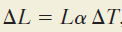 ΔL = Lα ΔT,